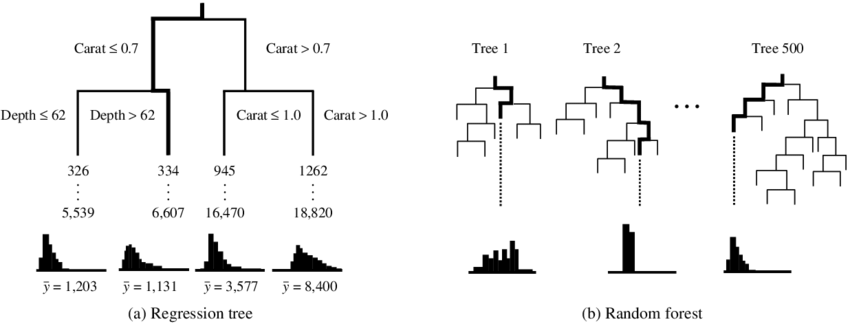 Carat ≤ 0.7 Carat > 0.7
Depth ≤ 62 Depth > 62 Carat ≤ 1.0 Carat > 1.0
326 334 945 1262
5,539 6,607 16,470 18,820
ȳ = 1,203 ȳ = 1,131 ȳ = 3,577 ȳ = 8,400
(a) Regression tree
Tree 1 Tree 2 Tree 500
(b) Random forest